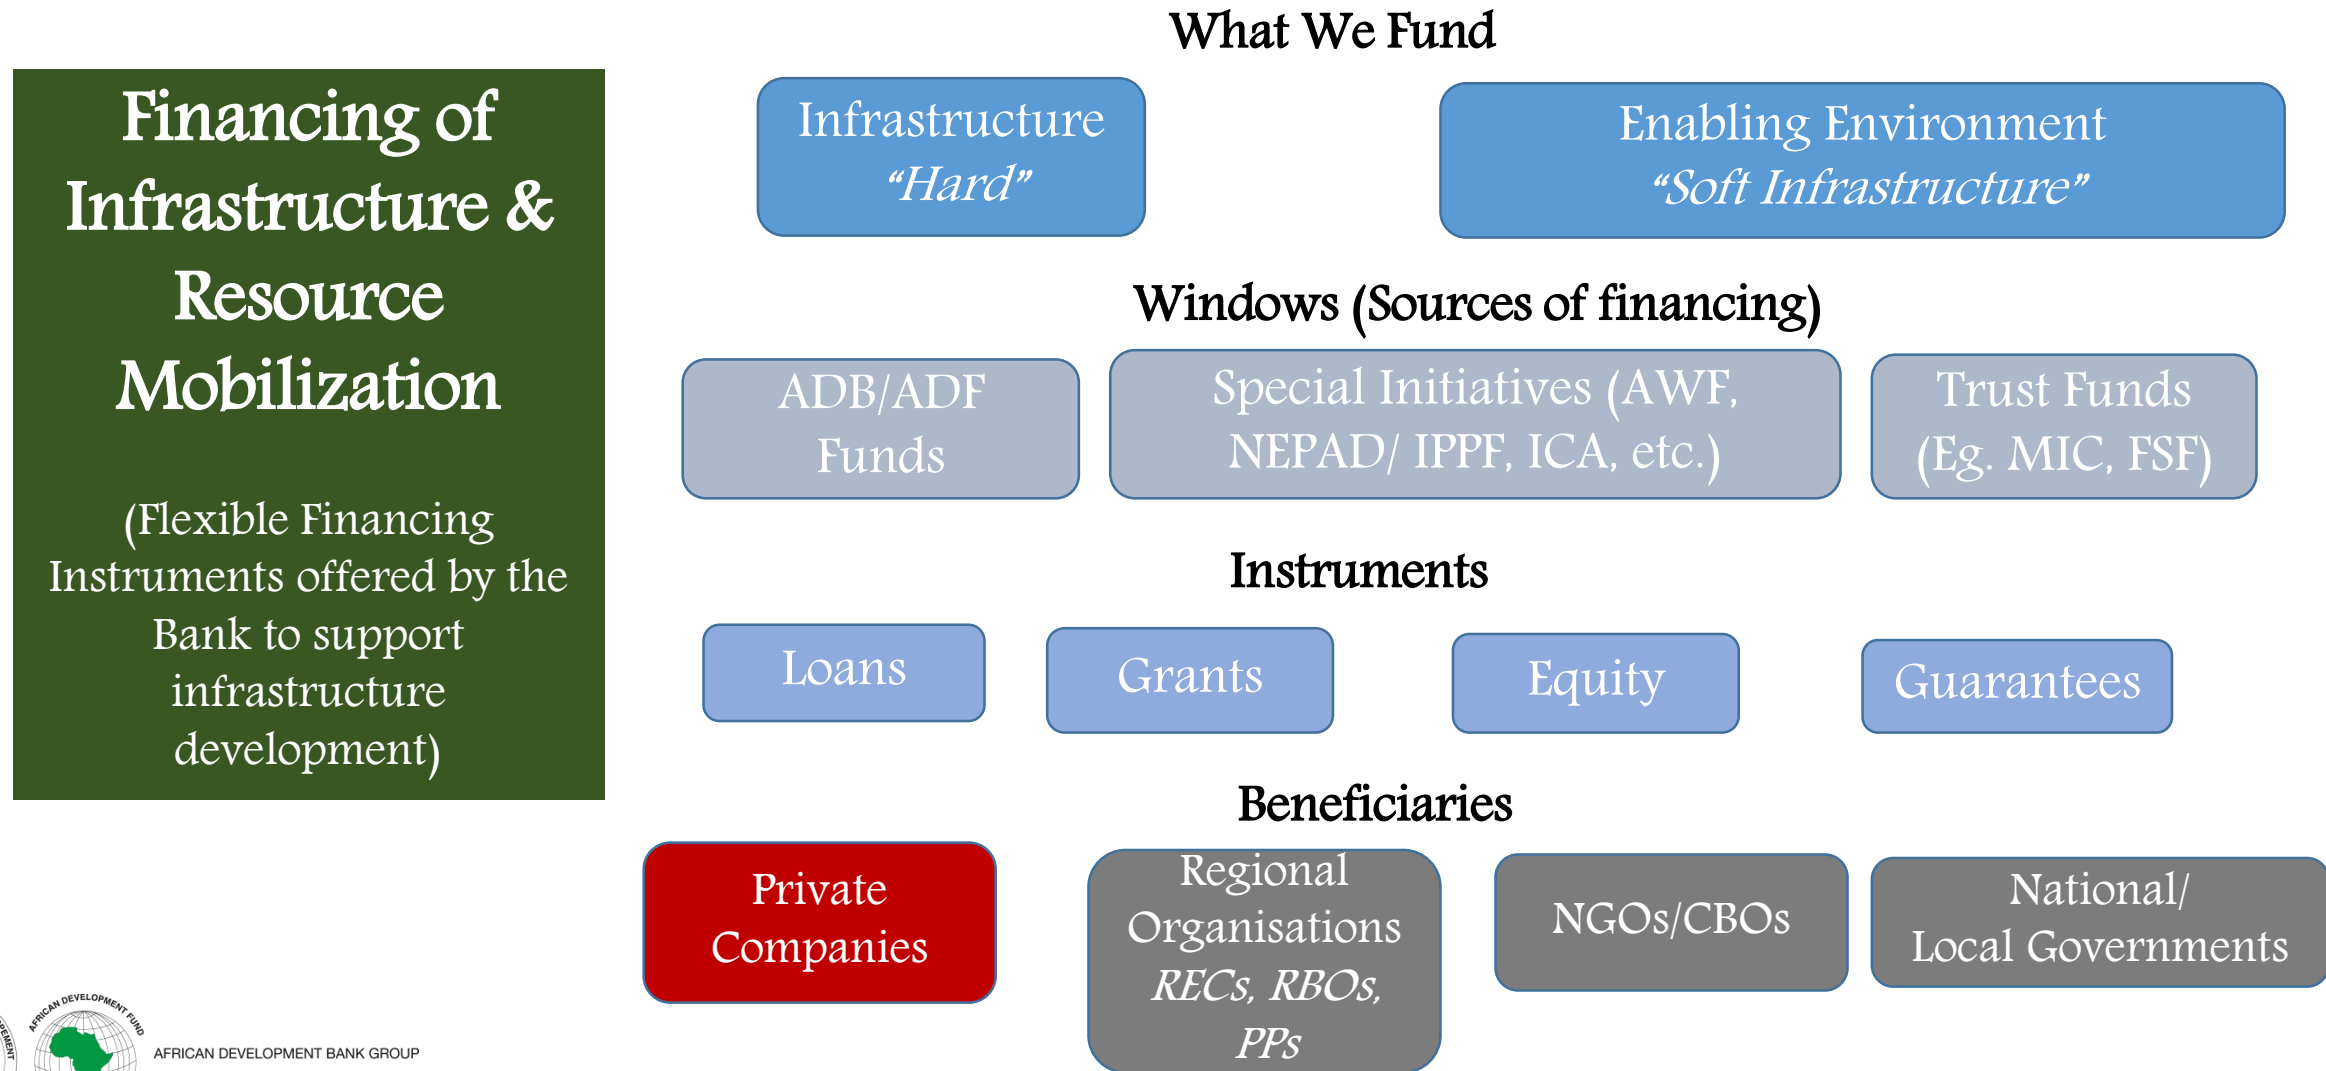 Financing of
Infrastructure &
Resource
Mobilization
(Flexible Financing
Instruments offered by the
Bank to support
infrastructure
development)
What We Fund
Infrastructure
“Hard”
Enabling Environment
“Soft Infrastructure”
Windows (Sources of financing)
ADB/ADF
Funds
Special Initiatives (AWF,
NEPAD/ IPPF, ICA, etc.)
Trust Funds
(Eg. MIC, FSF)
Instruments
Loans
Grants
Equity
Guarantees
Beneficiaries
Private
Companies
Regional
Organisations
RECs, RBOs,
PPs
NGOs/CBOs
National/
Local Governments
AFRICAN DEVELOPMENT FUND
AFRICAN DEVELOPMENT BANK GROUP